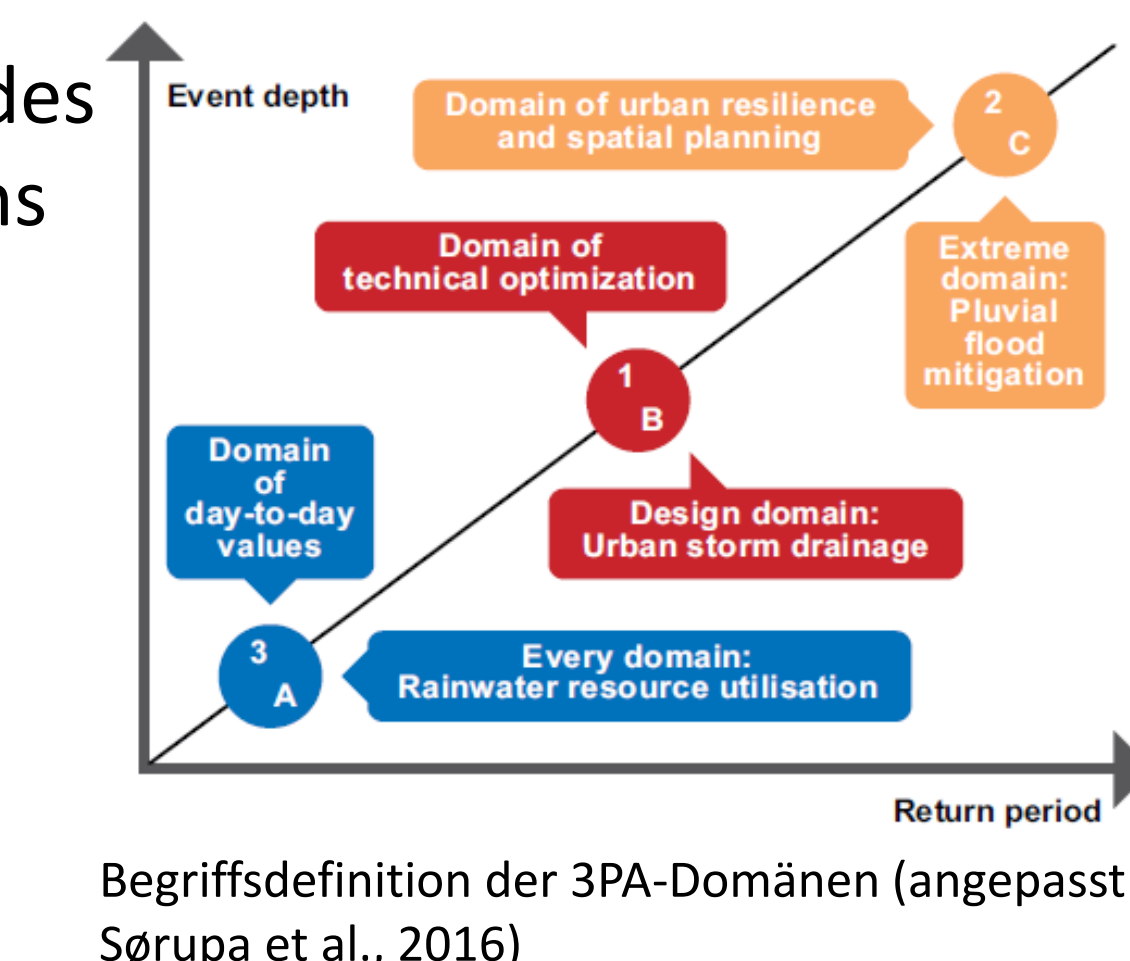 des
ns
Event depth
Domain of urban resilience
and spatial planning
2
C
Domain of
technical optimization
Extreme
domain:
Pluvial
flood
mitigation
1
B
Domain
of
day-to-day
values
Design domain:
Urban storm drainage
3
A
Every domain:
Rainwater resource utilisation
Return period
Begriffsdefinition der 3PA-Domänen (angepasst
Sørupa et al., 2016)